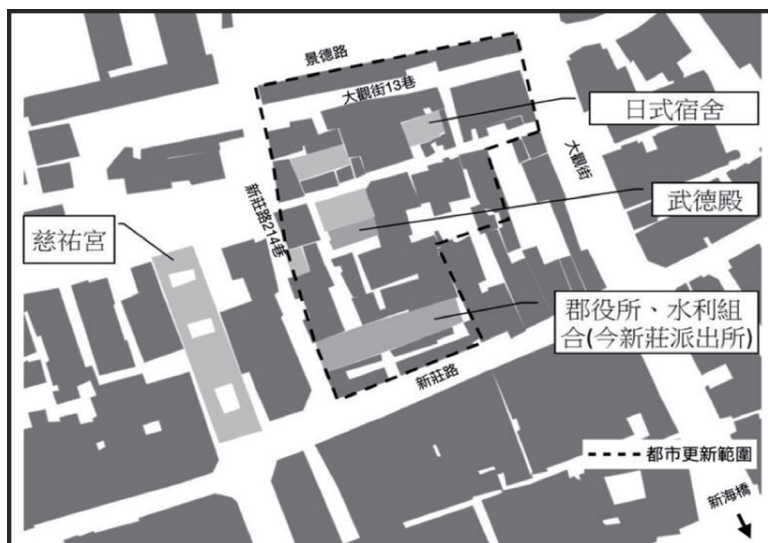 景德路
大觀街13巷
日式宿舍
大觀街
武德殿
新莊路214巷
慈祐宮
郡役所、水利組
合(今新莊派出所)
新莊路
都市更新範圍
新海橋